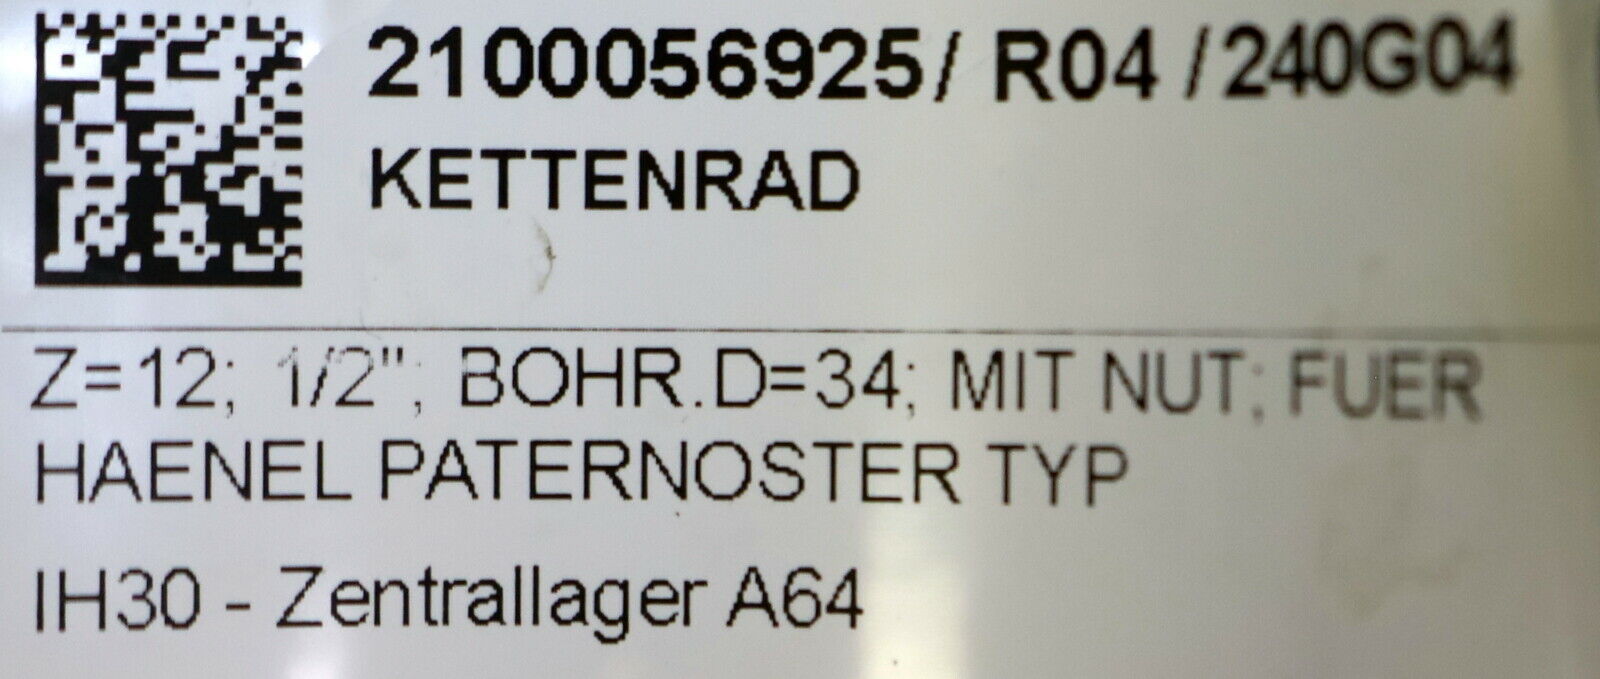 2100056925/ R04 /240G04
KETTENRAD
Z=12; 1/2"; BOHR.D=34; MIT NUT; FUER
HAENEL PATERNOSTER TYP
IH30 - Zentrallager A64